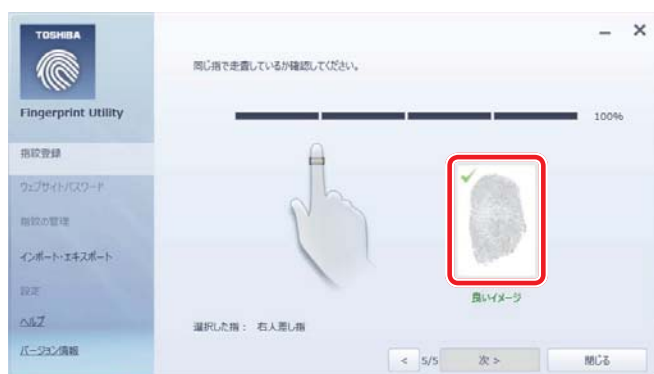 TOSHIBA
Fingerprint Utility
指紋登録
ウェブサイトパスワード
指紋の管理
インポート・エキスポート
設定
ヘルプ
バージョン情報
同じ指で走査しているか確認してください。
100%
良いイメージ
選択した指： 右人差し指
< 5/5 次 > 閉じる